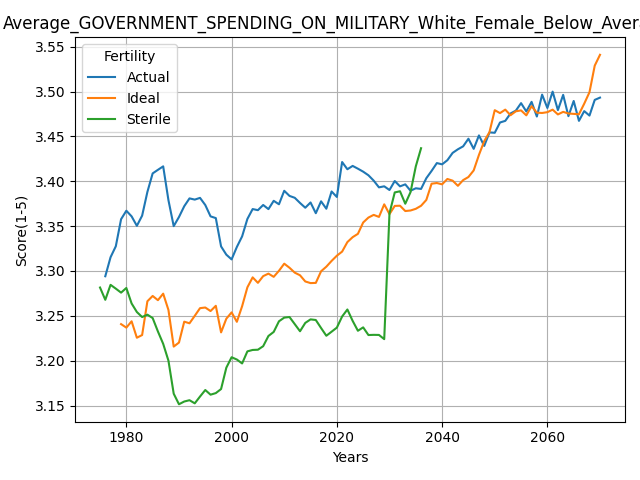 Average_GOVERNMENT_SPENDING_ON_MILITARY_White_Female_Below_Aver
Fertility
Actual
Ideal
Sterile
3.55
3.50
3.45
3.40
3.35
3.30
3.25
3.20
3.15
Score(1-5)
1980 2000 2020 2040 2060
Years